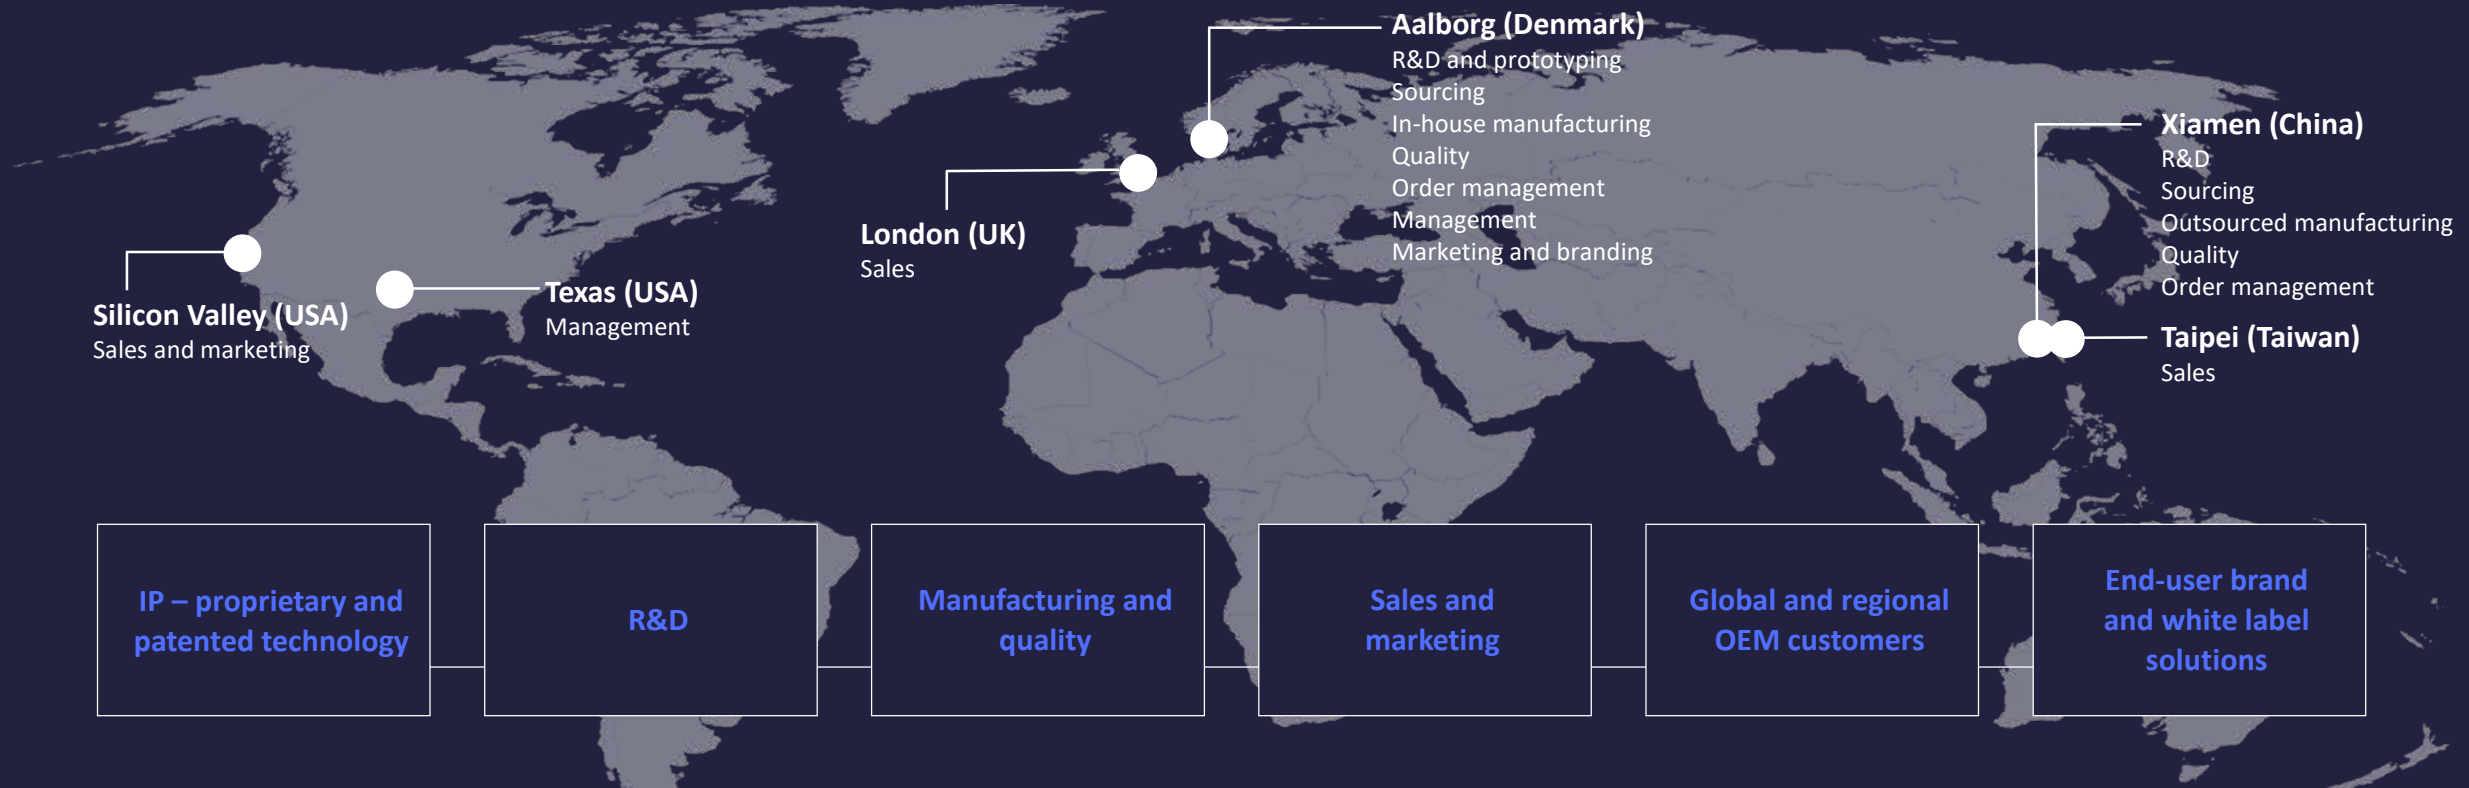 Aalborg (Denmark)
R&D and prototyping
Sourcing
In-house manufacturing
Quality
Order management
Management
Marketing and branding
Xiamen (China)
R&D
Sourcing
Outsourced manufacturing
Quality
Order management
London (UK)
Sales
Silicon Valley (USA)
Sales and marketing
Texas (USA)
Management
Taipei (Taiwan)
Sales
IP – proprietary and
patented technology
R&D
Manufacturing and
quality
Sales and
marketing
Global and regional
OEM customers
End-user brand
and white label
solutions